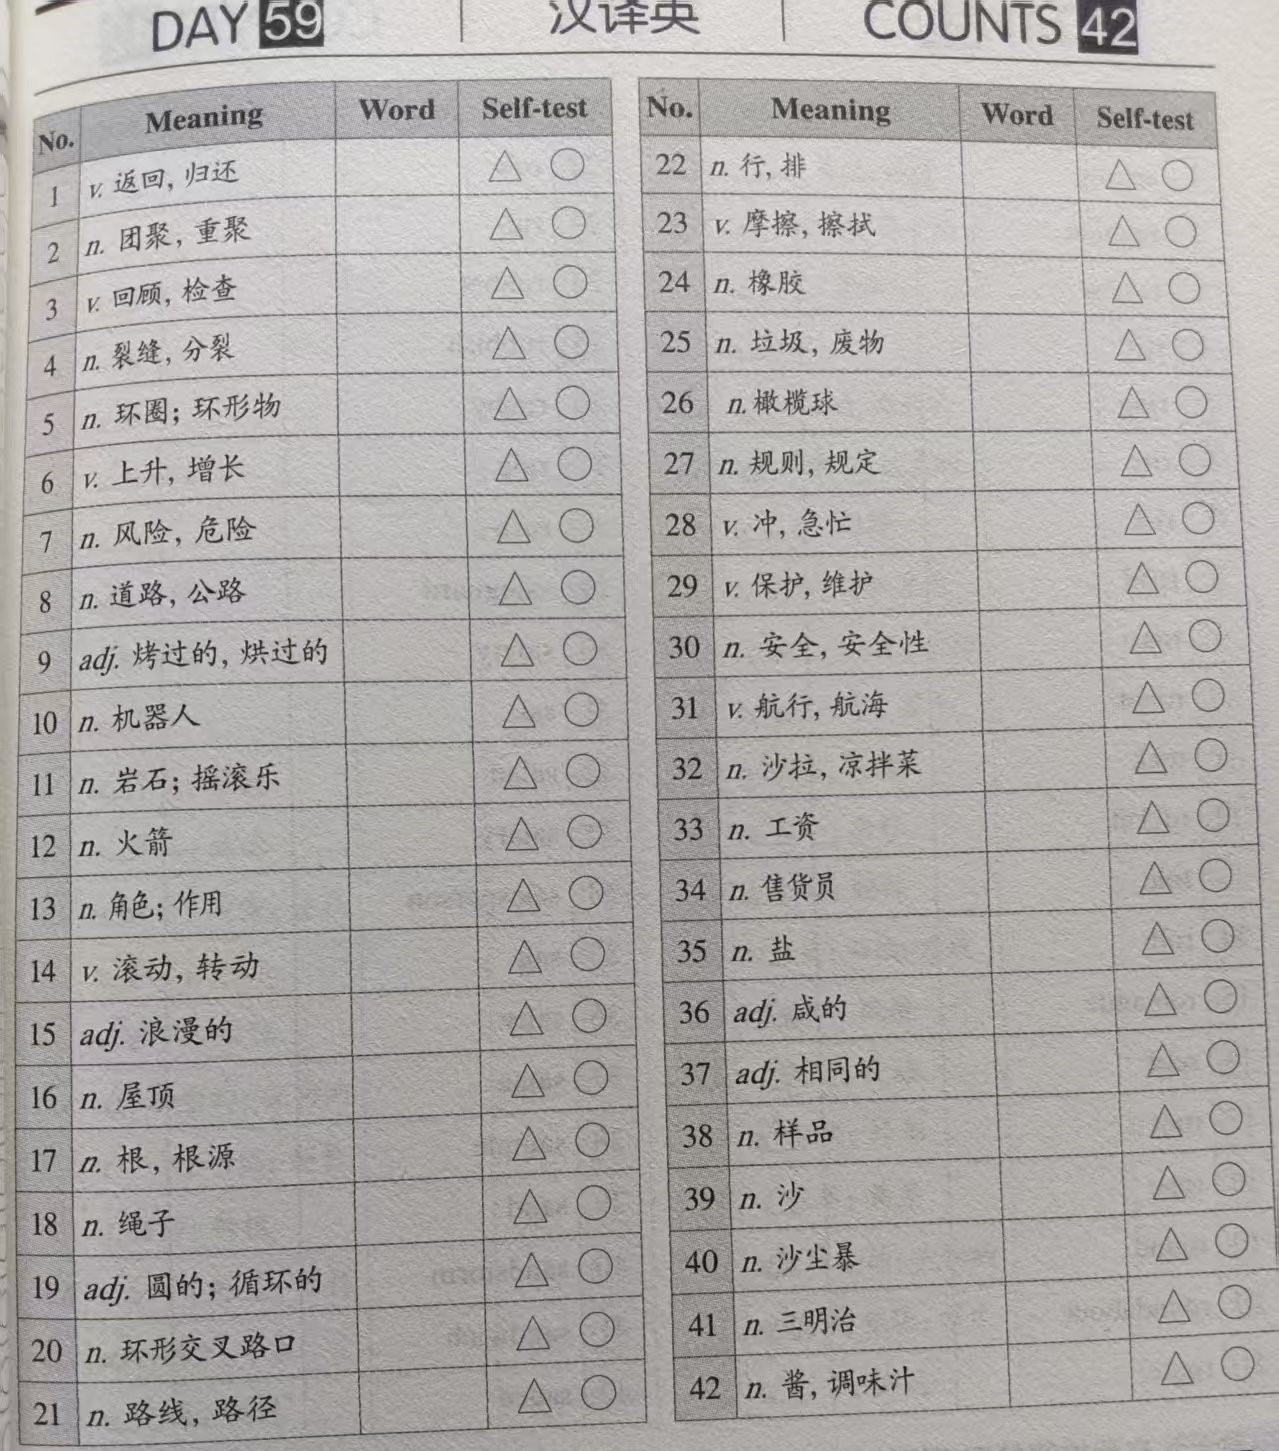 DAY 59 汉译英 COUNTS 42
No. Meaning Word Self-test
1 v. 返回, 归还
2 n. 团聚, 重聚
3 v. 回顾, 检查
4 n. 裂缝, 分裂
5 n. 环圈; 环形物
6 v. 上升, 增长
7 n. 风险, 危险
8 n. 道路, 公路
9 adj. 烤过的, 烘过的
10 n. 机器人
11 n. 岩石; 摇滚乐
12 n. 火箭
13 n. 角色; 作用
14 v. 滚动, 转动
15 adj. 浪漫的
16 n. 屋顶
17 n. 根, 根源
18 n. 绳子
19 adj. 圆的; 循环的
20 n. 环形交叉路口
21 n. 路线, 路径
No. Meaning Word Self-test
22 n. 行, 排
23 v. 摩擦, 擦拭
24 n. 橡胶
25 n. 垃圾, 废物
26 n. 橄榄球
27 n. 规则, 规定
28 v. 冲, 急忙
29 v. 保护, 维护
30 n. 安全, 安全性
31 v. 航行, 航海
32 n. 沙拉, 凉拌菜
33 n. 工资
34 n. 售货员
35 n. 盐
36 adj. 咸的
37 adj. 相同的
38 n. 样品
39 n. 沙
40 n. 沙尘暴
41 n. 三明治
42 n. 酱, 调味汁